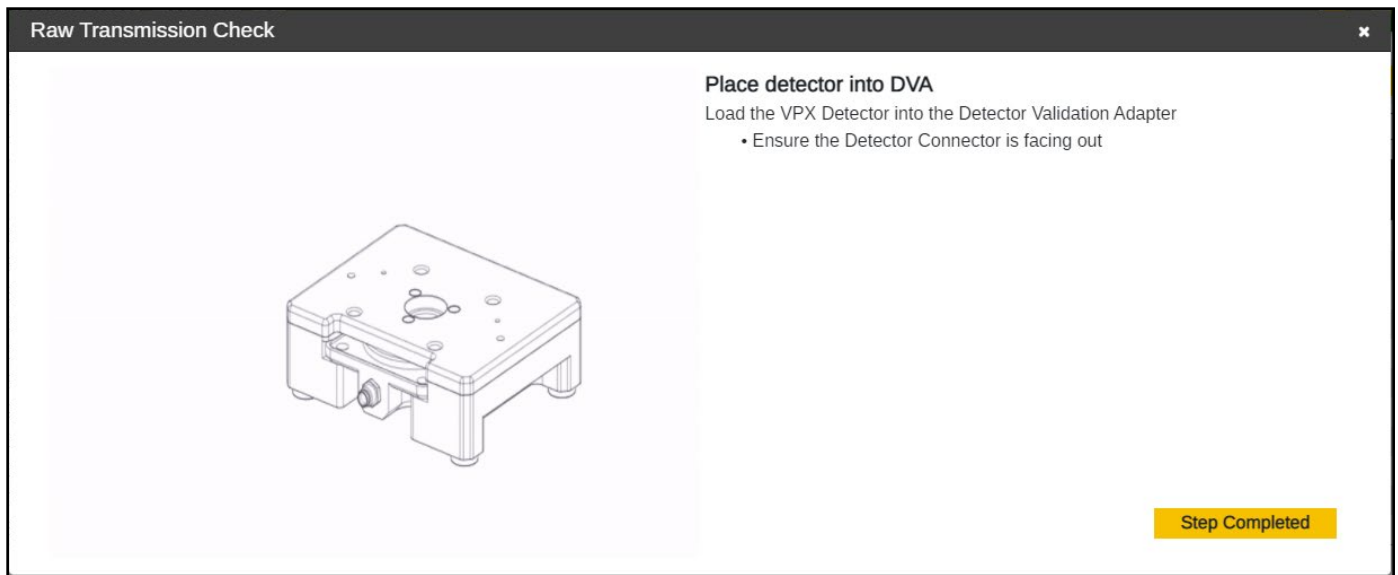 Raw Transmission Check
Place detector into DVA
Load the VPX Detector into the Detector Validation Adapter
• Ensure the Detector Connector is facing out
Step Completed